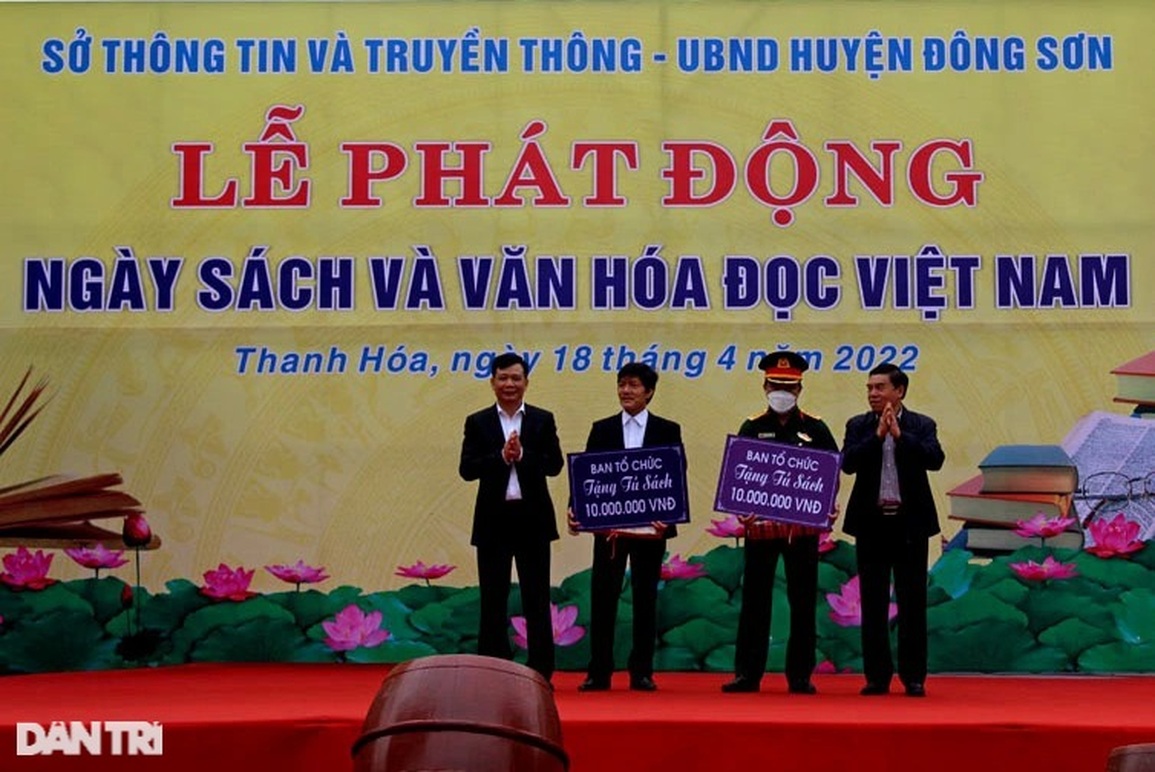 SỞ THÔNG TIN VÀ TRUYỀN THÔNG - UBND HUYỆN ĐÔNG SƠN
LỄ PHÁT ĐỘNG
NGÀY SÁCH VÀ VĂN HÓA ĐỌC VIỆT NAM
Thanh Hóa, ngày 18 tháng 4 năm 2022
BAN TỔ CHỨC
Tặng Tủ Sách
10.000.000 VNĐ
BAN TỔ CHỨC
Tặng Tủ Sách
10.000.000 VNĐ
DÂN TRÍ